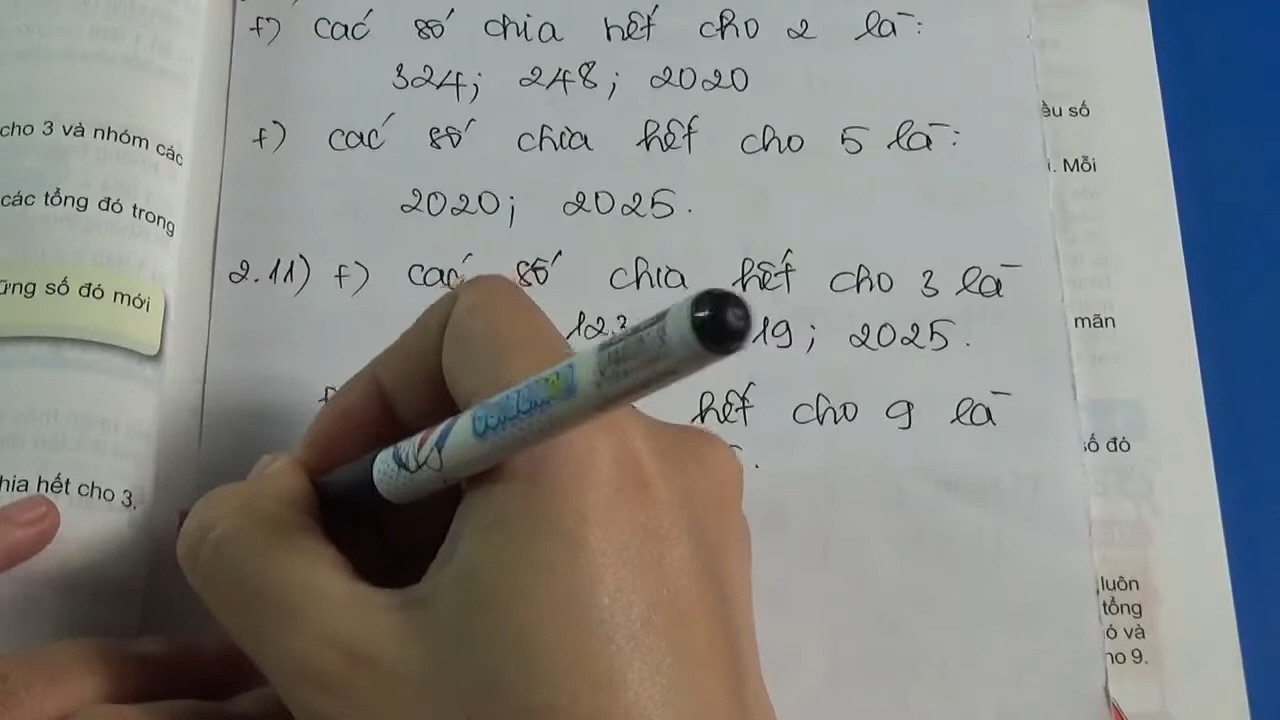 +) các số chia hết cho 2 là:
324; 248; 2020
+) các số chia hết cho 5 là:
2020; 2025.
2.11) +) các số chia hết cho 3 là
19; 2025.
hết cho 9 là
cho 3 và nhóm các
các tổng đó trong
ững số đó mới
hia hết cho 3.
ều số
i. Mỗi
mãn
số đó
luôn
tổng
ó và
ho 9.